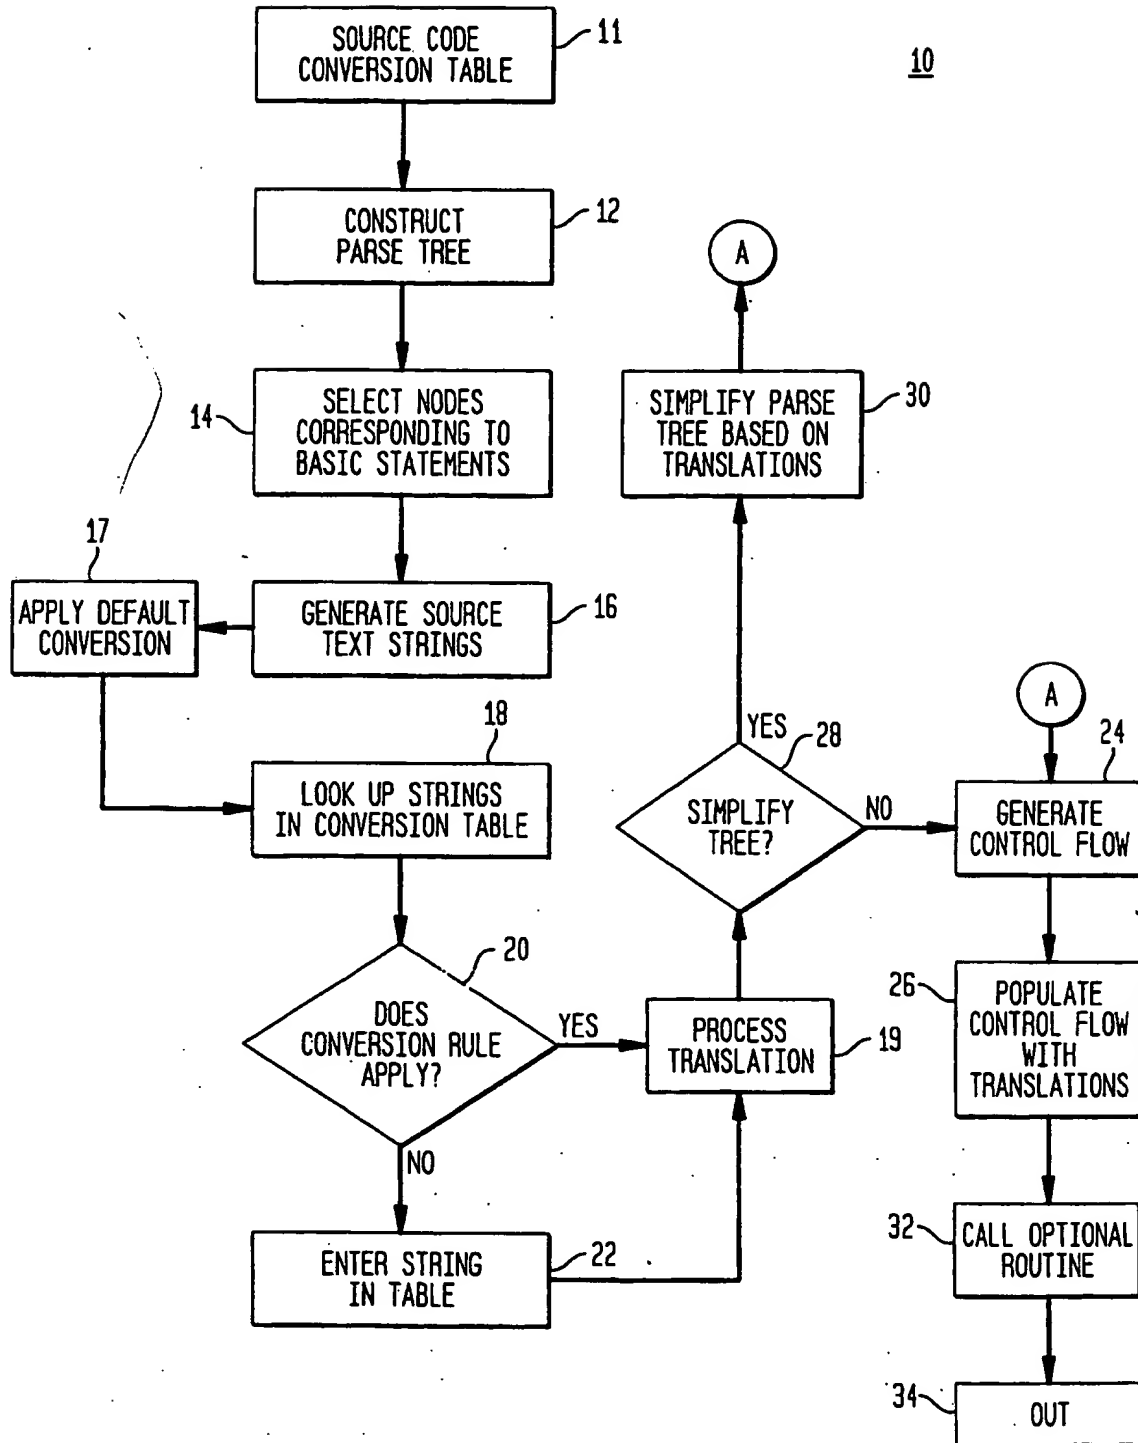 SOURCE CODE
CONVERSION TABLE
11
10
CONSTRUCT
PARSE TREE
12
A
SELECT NODES
CORRESPONDING TO
BASIC STATEMENTS
14
SIMPLIFY PARSE
TREE BASED ON
TRANSLATIONS
30
17
APPLY DEFAULT
CONVERSION
GENERATE SOURCE
TEXT STRINGS
16
A
18
LOOK UP STRINGS
IN CONVERSION TABLE
YES
28
SIMPLIFY
TREE?
NO
24
GENERATE
CONTROL FLOW
20
DOES
CONVERSION RULE
APPLY?
YES
PROCESS
TRANSLATION
19
26
POPULATE
CONTROL FLOW
WITH
TRANSLATIONS
NO
ENTER STRING
IN TABLE
22
32
CALL OPTIONAL
ROUTINE
34
OUT